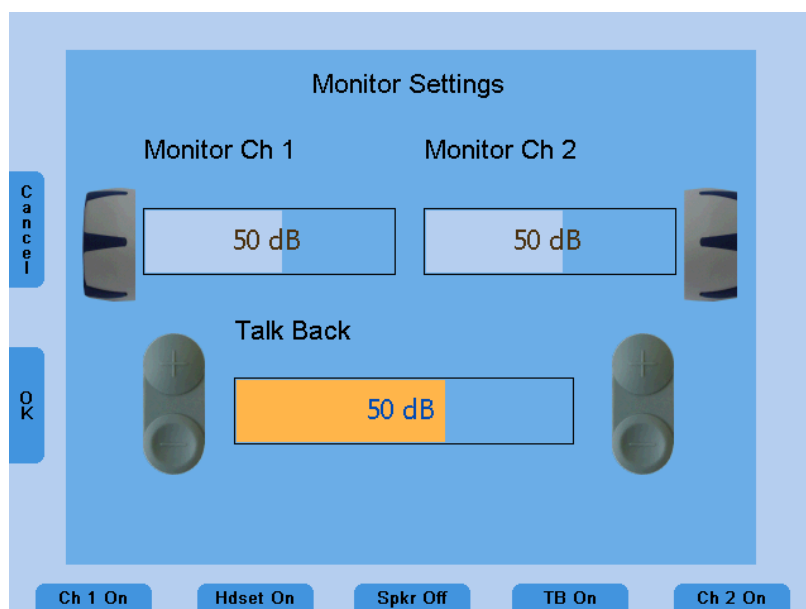 Monitor Settings
Monitor Ch 1
Monitor Ch 2
Cancel
50 dB
50 dB
Talk Back
OK
50 dB
Ch 1 On
Hdset On
Spkr Off
TB On
Ch 2 On